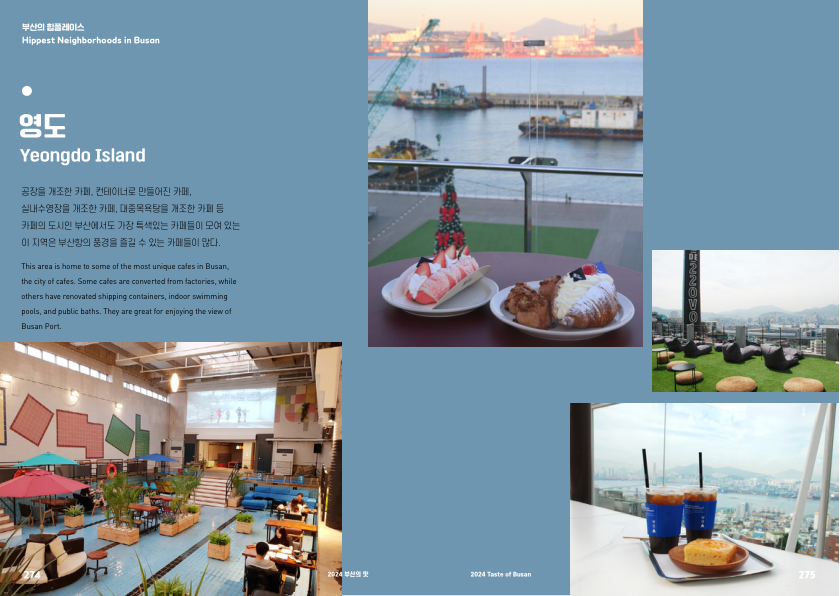 부산의 힙플레이스
Hippest Neighborhoods in Busan
영도
Yeongdo Island
공장을 개조한 카페, 컨테이너로 만들어진 카페,
실내수영장을 개조한 카페, 대중목욕탕을 개조한 카페 등
카페의 도시인 부산에서도 가장 특색있는 카페들이 모여 있는
이 지역은 부산항의 풍경을 즐길 수 있는 카페들이 많다.
This area is home to some of the most unique cafes in Busan,
the city of cafes. Some cafes are converted from factories, while
others have renovated shipping containers, indoor swimming
pools, and public baths. They are great for enjoying the view of
Busan Port.
274
2024 부산의 맛
2024 Taste of Busan
275